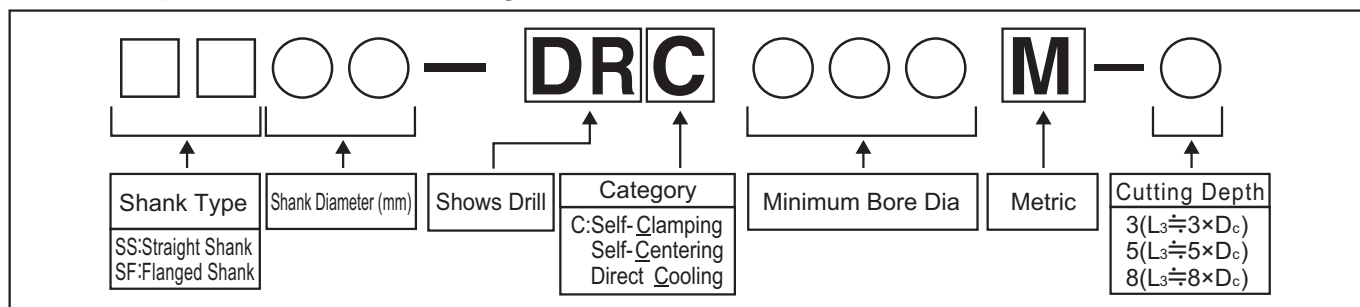 DRC M
Shank Type
SS:Straight Shank
SF:Flanged Shank
Shank Diameter (mm)
Shows Drill
Category
C:Self-Clamping
Self-Centering
Direct Cooling
Minimum Bore Dia
Metric
Cutting Depth
3(L₃≒3×Dc)
5(L₃≒5×Dc)
8(L₃≒8×Dc)